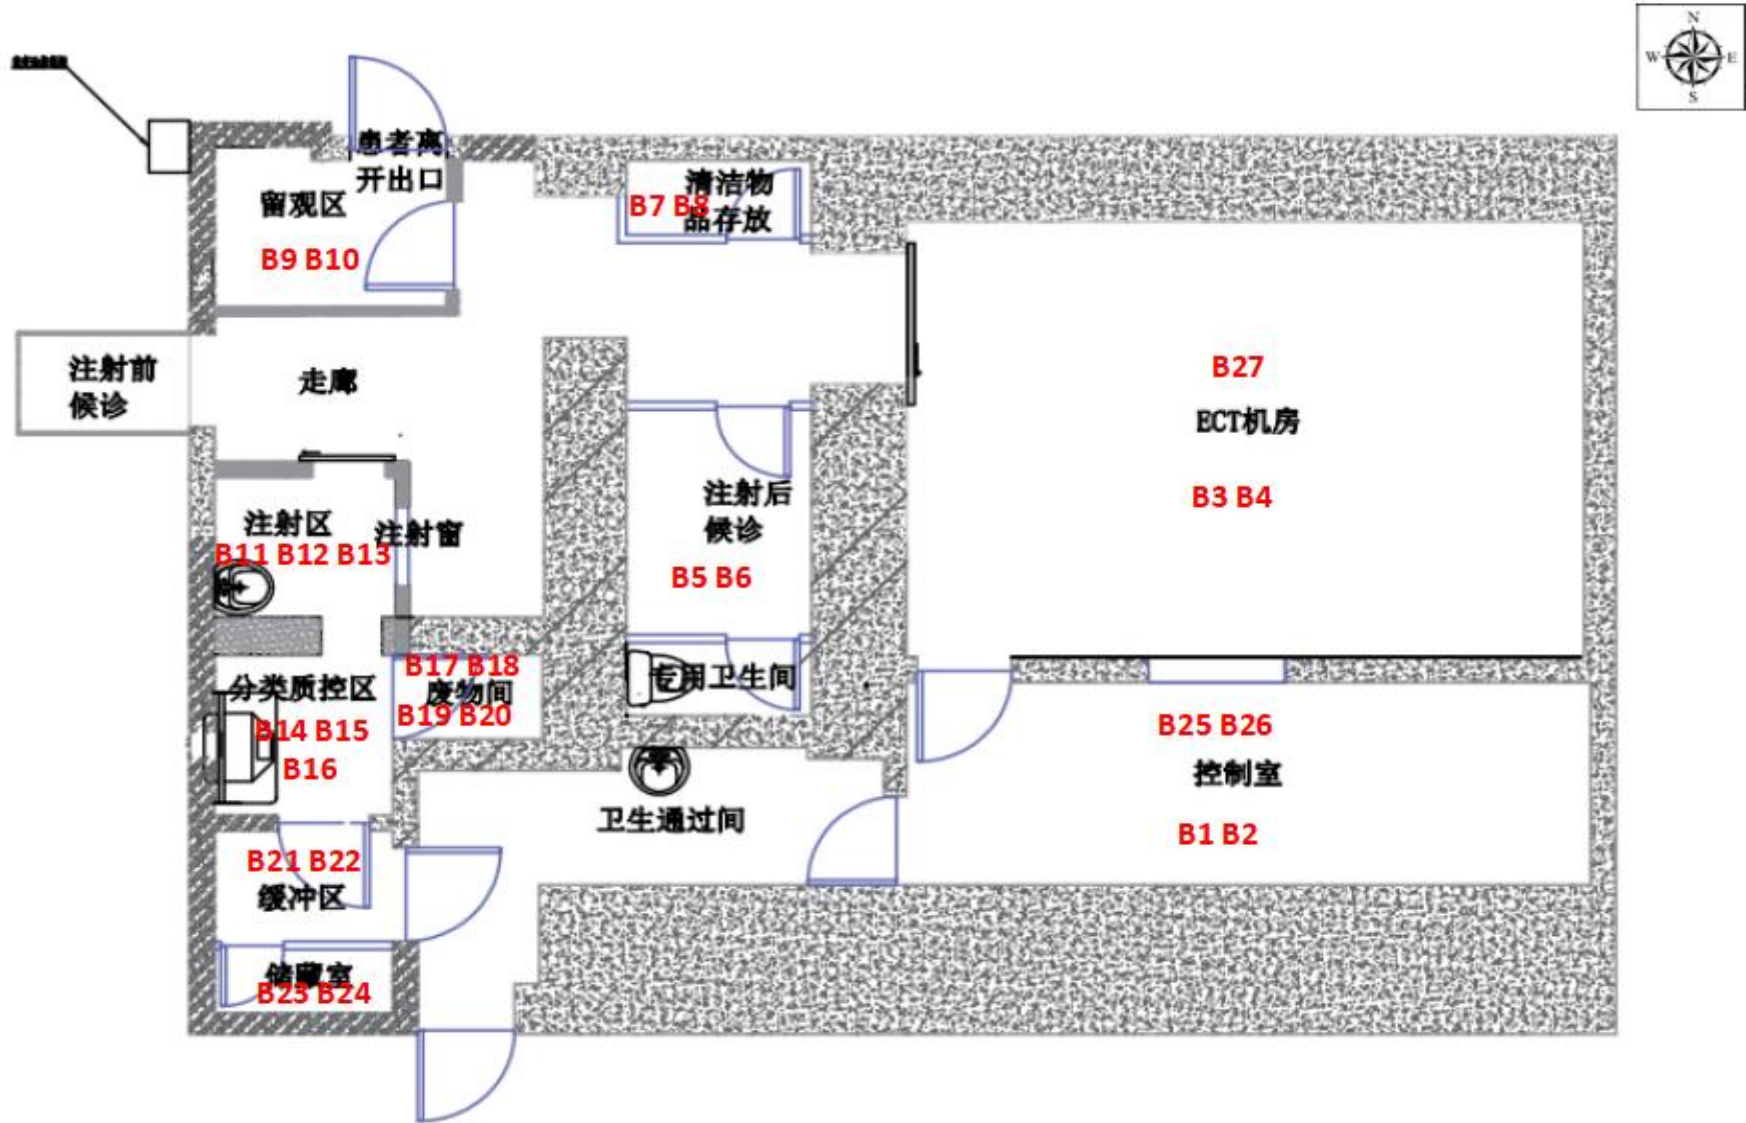 N
W E
S
患者离
开出口
留观区
B9 B10
清洁物
B7 B8
品存放
注射前
候诊
走廊
B27
ECT机房
B3 B4
注射后
候诊
B5 B6
注射区
注射窗
B11 B12 B13
专用卫生间
B17 B18
废物间
B19 B20
分类质控区
B14 B15
B16
B25 B26
控制室
B1 B2
卫生通过间
B21 B22
缓冲区
储藏室
B23 B24